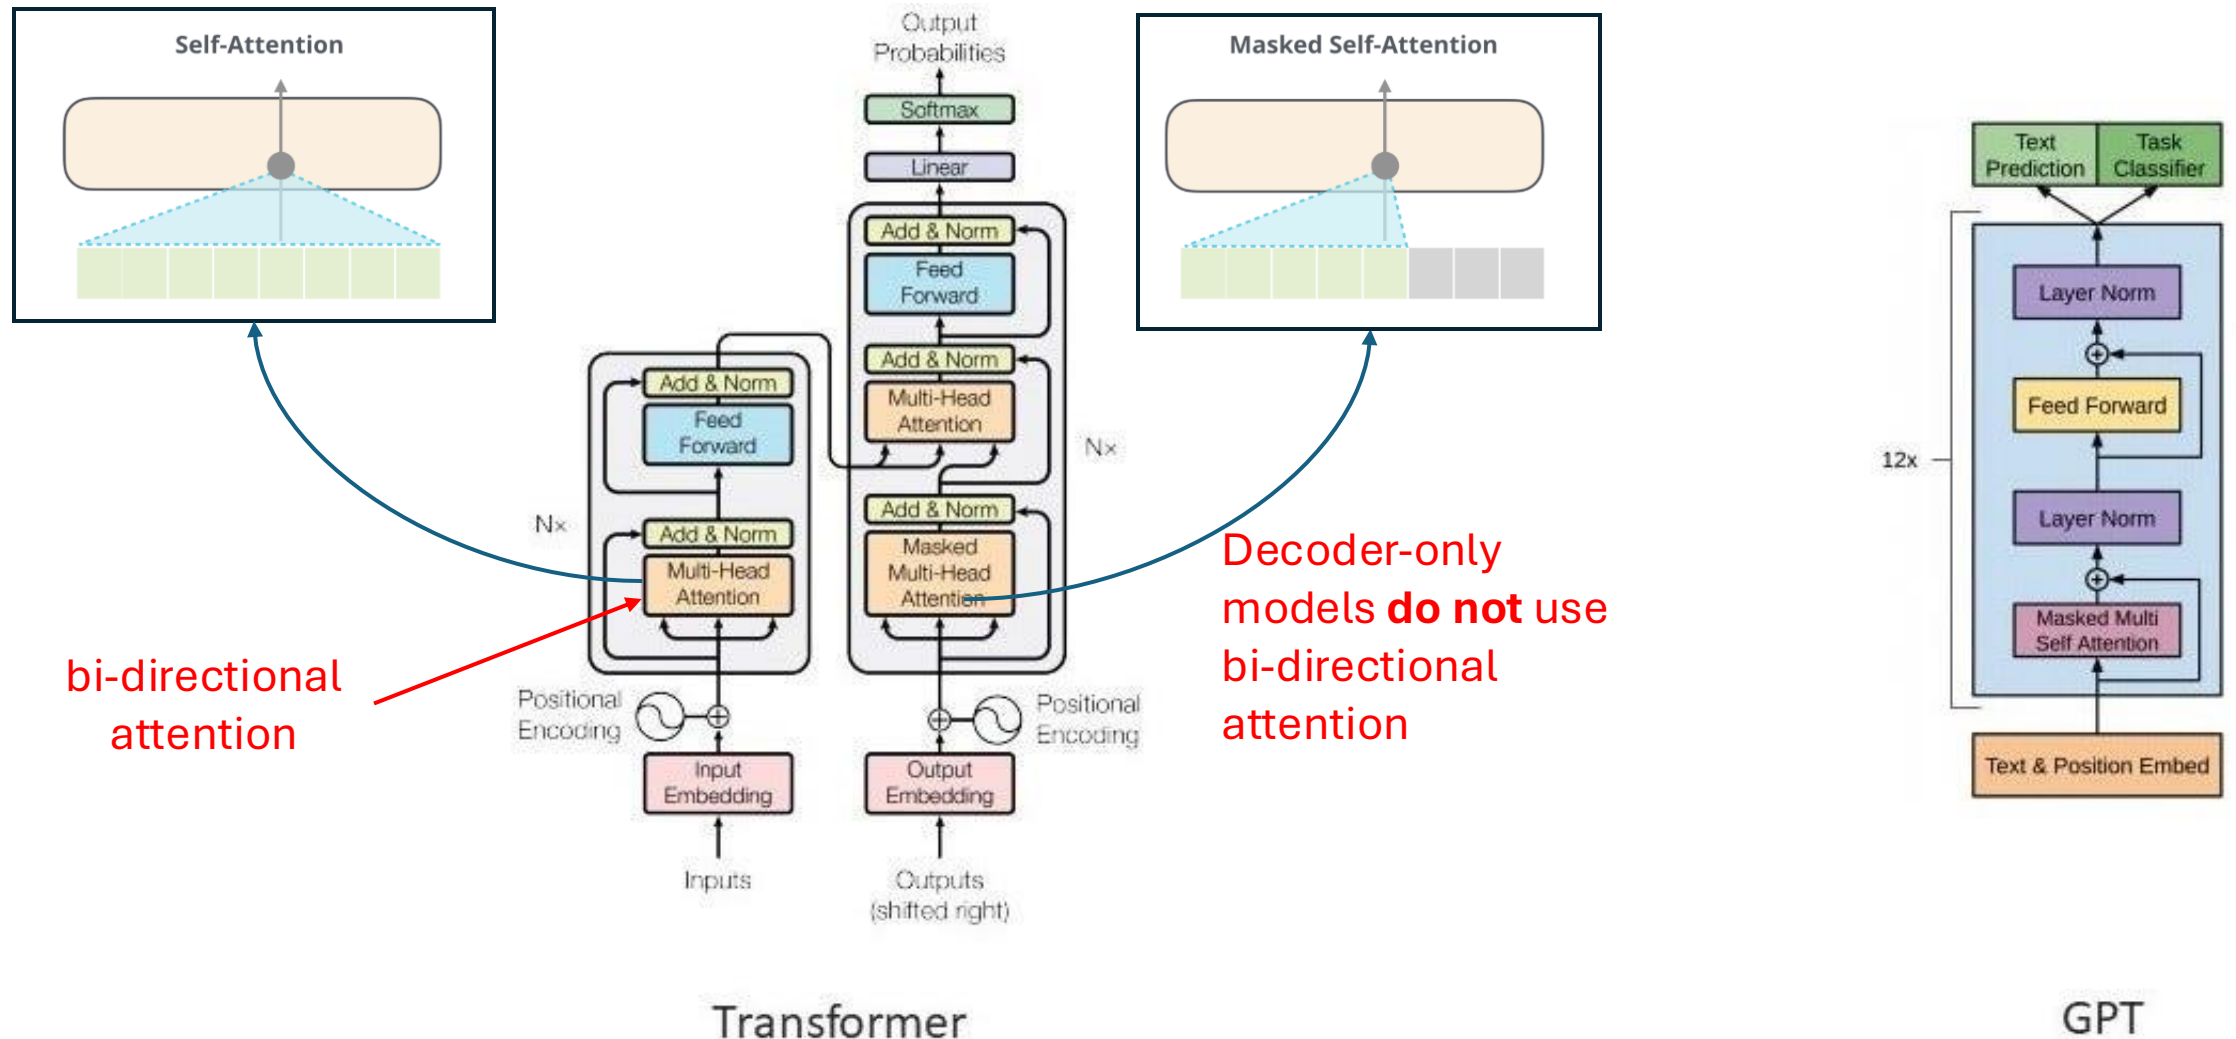 Self-Attention
Output
Probabilities
Softmax
Linear
Add & Norm
Feed
Forward
Add & Norm
Multi-Head
Attention
Nx
Add & Norm
Masked
Multi-Head
Attention
Add & Norm
Feed
Forward
Nx
Add & Norm
Multi-Head
Attention
bi-directional
attention
Positional
Encoding
Positional
Encoding
Input
Embedding
Output
Embedding
Inputs
Outputs
(shifted right)
Transformer
Masked Self-Attention
Decoder-only
models do not use
bi-directional
attention
Text
Prediction
Task
Classifier
Layer Norm
Feed Forward
12x
Layer Norm
Masked Multi
Self Attention
Text & Position Embed
GPT